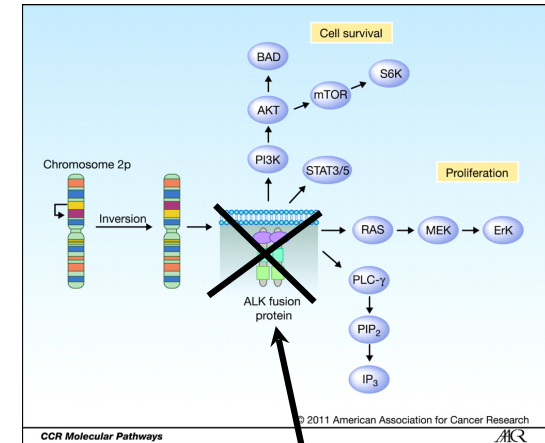 Cell survival
BAD
S6K
mTOR
AKT
Chromosome 2p
PI3K
STAT3/5
Proliferation
Inversion
RAS
MEK
ErK
PLC-γ
ALK fusion
protein
PIP2
IP3
© 2011 American Association for Cancer Research
CCR Molecular Pathways
AACR